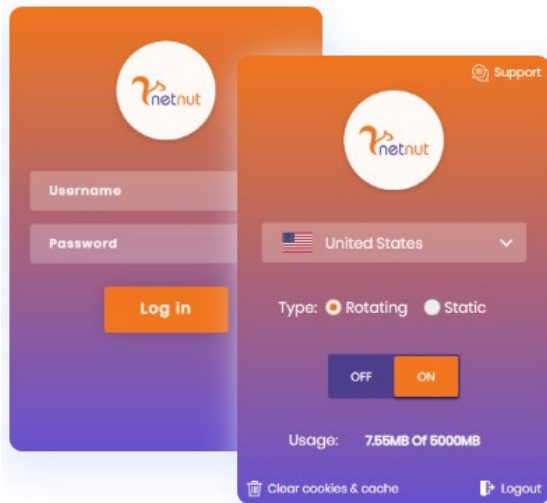 netnut
Username
Password
Log in
Support
netnut
United States
Type: Rotating Static
OFF ON
Usage: 7.55MB Of 5000MB
Clear cookies & cache Logout